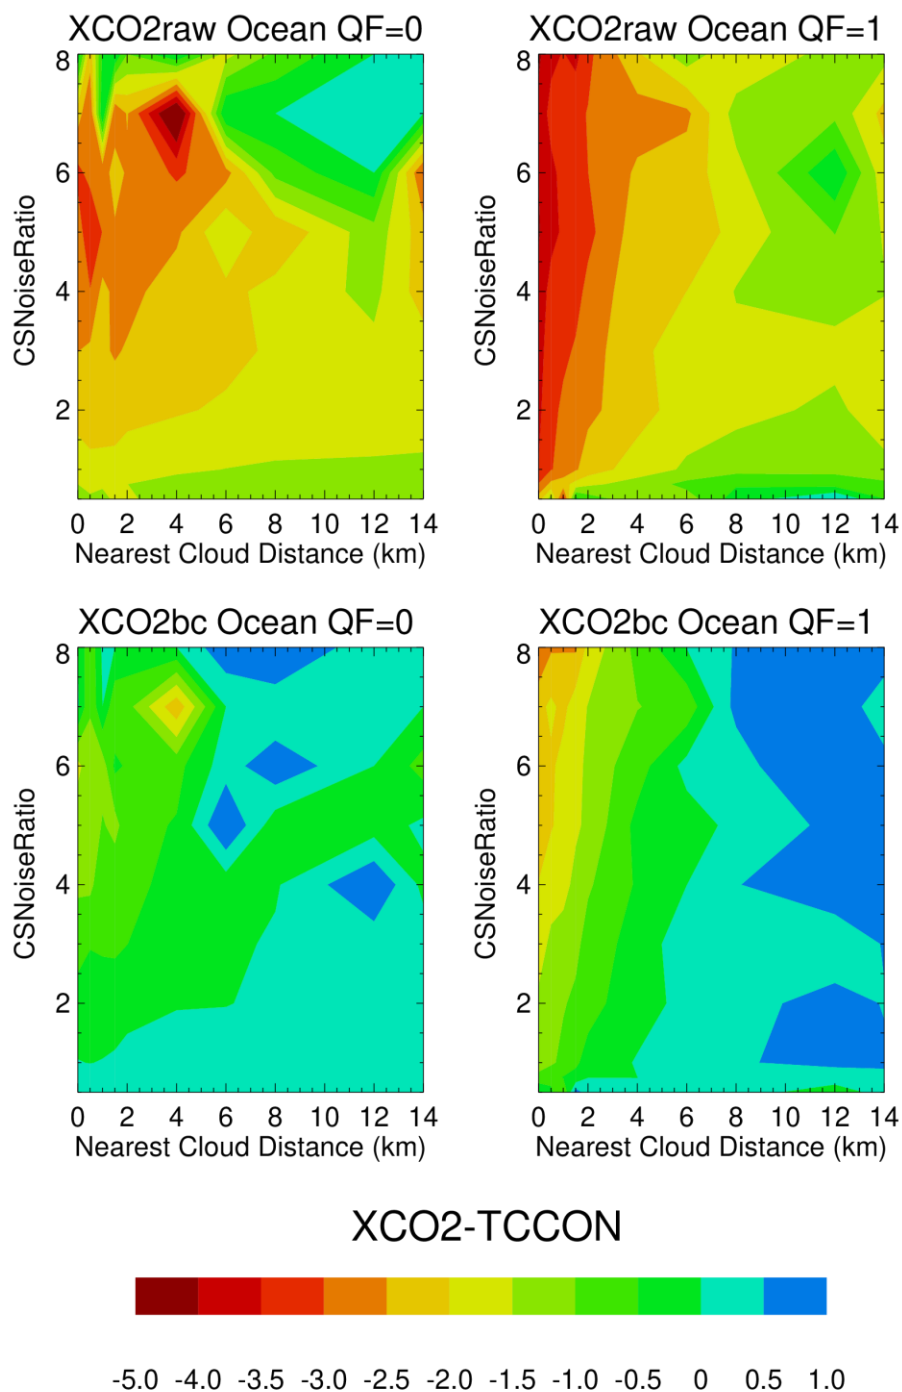 XCO2raw Ocean QF=0
XCO2raw Ocean QF=1
8
6
4
2
CSNoiseRatio
0 2 4 6 8 10 12 14
Nearest Cloud Distance (km)
8
6
4
2
CSNoiseRatio
0 2 4 6 8 10 12 14
Nearest Cloud Distance (km)
XCO2bc Ocean QF=0
XCO2bc Ocean QF=1
8
6
4
2
CSNoiseRatio
0 2 4 6 8 10 12 14
Nearest Cloud Distance (km)
8
6
4
2
CSNoiseRatio
0 2 4 6 8 10 12 14
Nearest Cloud Distance (km)
XCO2-TCCON
-5.0 -4.0 -3.5 -3.0 -2.5 -2.0 -1.5 -1.0 -0.5 0 0.5 1.0